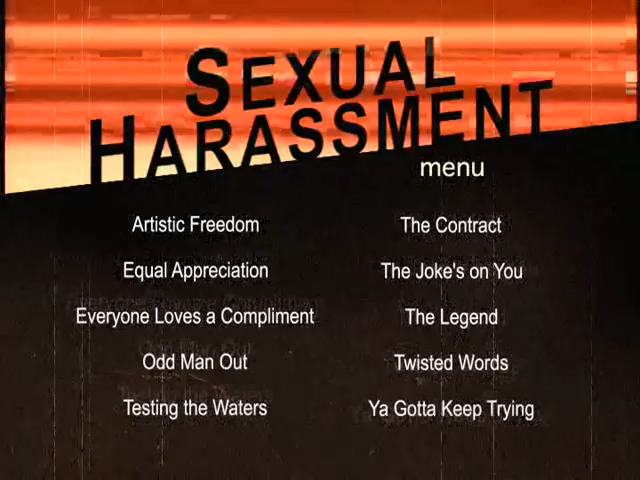 SEXUAL
HARASSMENT
menu
Artistic Freedom
Equal Appreciation
Everyone Loves a Compliment
Odd Man Out
Testing the Waters
The Contract
The Joke's on You
The Legend
Twisted Words
Ya Gotta Keep Trying